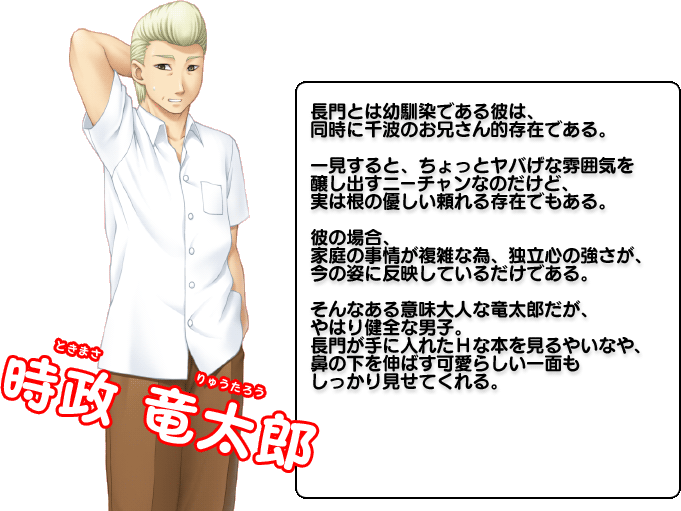 長門とは幼馴染である彼は、
同時に千波のお兄さん的存在である。
一見すると、ちょっとヤバげな雰囲気を
醸し出すニーチャンなのだけど、
実は根の優しい頼れる存在でもある。
彼の場合、
家庭の事情が複雑な為、独立心の強さが、
今の姿に反映しているだけである。
そんなある意味大人な竜太郎だが、
やはり健全な男子。
長門が手に入れたＨな本を見るやいなや、
鼻の下を伸ばす可愛らしい一面も
しっかり見せてくれる。
ときまさ りゅうたろう
時政 竜太郎